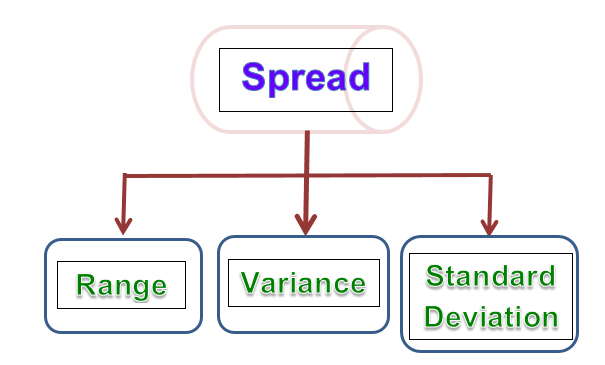 Spread
Range
Variance
Standard
Deviation